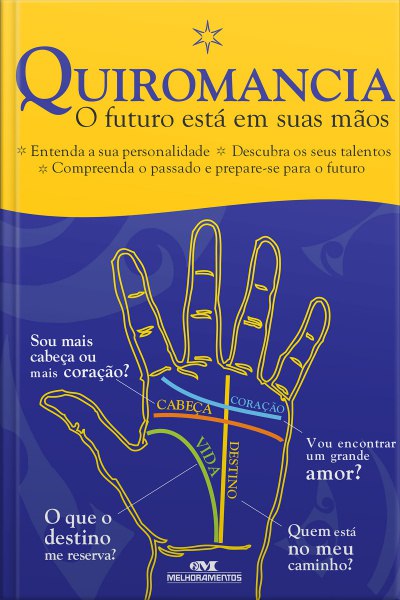 QUIROMANCIA
O futuro está em suas mãos
Entenda a sua personalidade Descubra os seus talentos
Compreenda o passado e prepare-se para o futuro
Sou mais
cabeça ou
mais coração?
CABEÇA
CORAÇÃO
VIDA
DESTINO
Vou encontrar
um grande
amor?
O que o
destino
me reserva?
Quem está
no meu
caminho?
MELHORAMENTOS